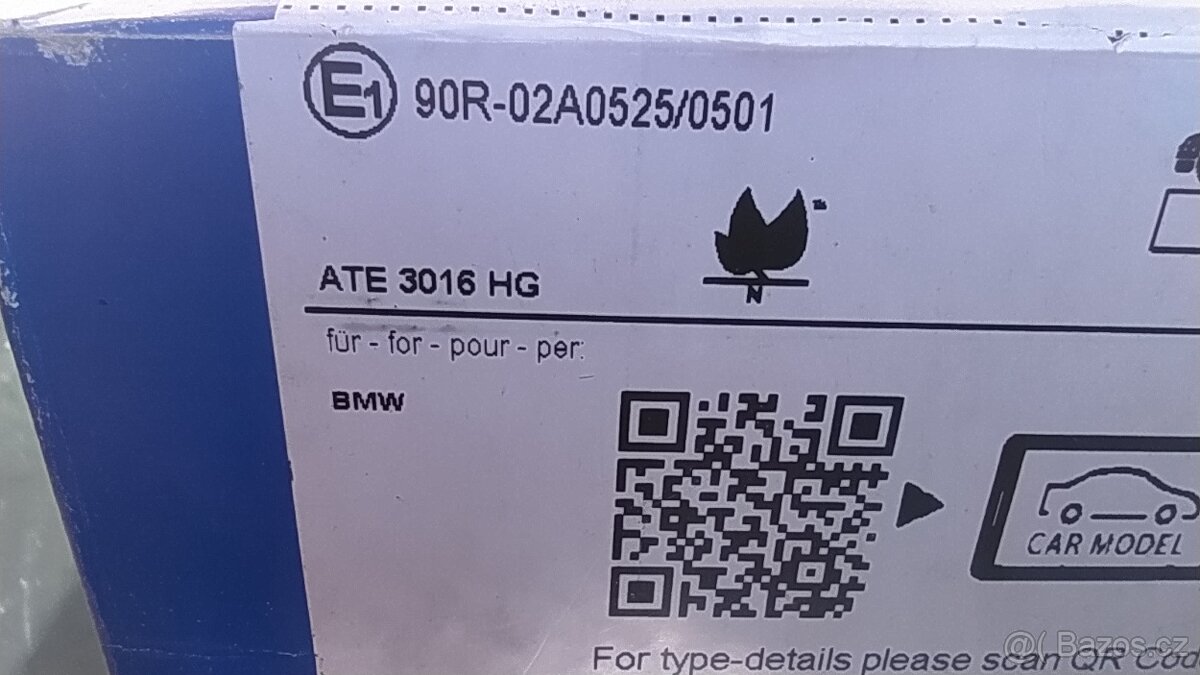 E1 90R-02A0525/0501
TM
N
ATE 3016 HG
für - for - pour - per:
BMW
CAR MODEL
For type-details please scan QR Cod
@( Bazos.cz